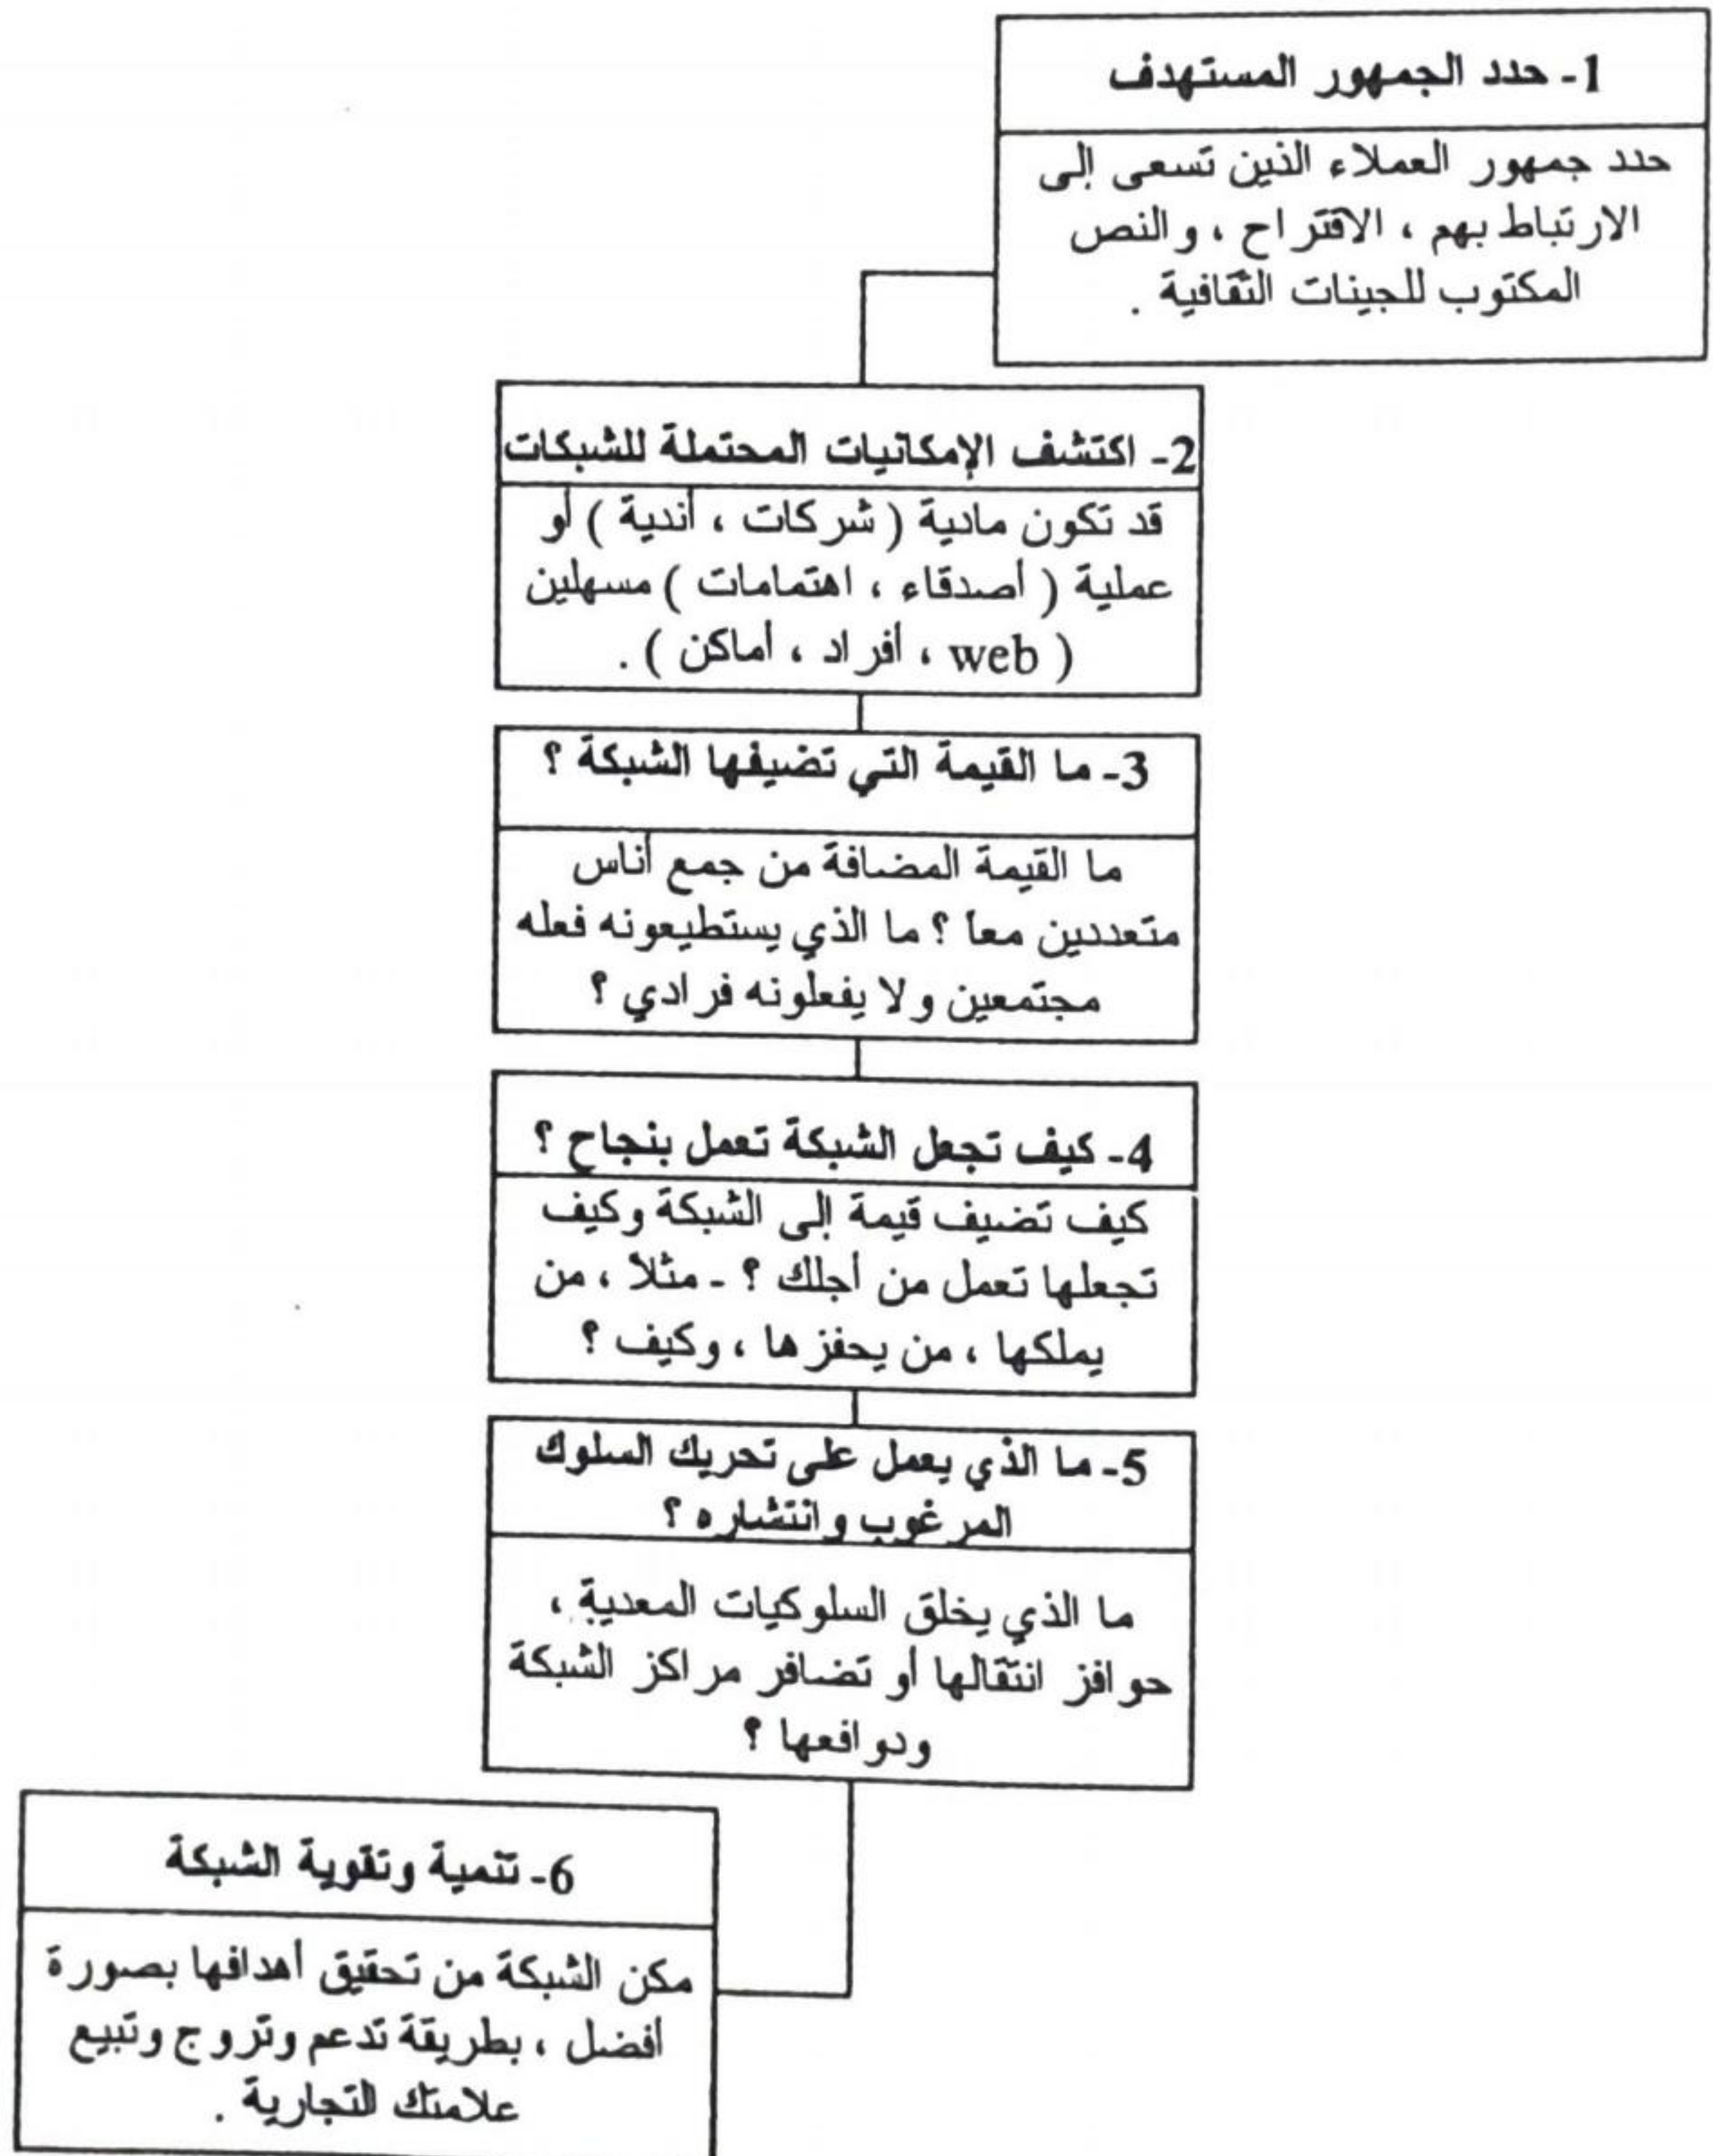 1- حدد الجمهور المستهدف
حدد جمهور العملاء الذين تسعى إلى
الارتباط بهم ، الاقتراح ، والنص
المكتوب للجينات الثقافية .
2- اكتشف الإمكانيات المحتملة للشبكات
قد تكون مادية ( شركات ، أندية ) أو
عملية ( أصدقاء ، اهتمامات ) مسهلين
( web ، أفراد ، أماكن ) .
3- ما القيمة التي تضيفها الشبكة ؟
ما القيمة المضافة من جمع أناس
متعددين معا ؟ ما الذي يستطيعونه فعله
مجتمعين ولا يفعلونه فرادي ؟
4- كيف تجعل الشبكة تعمل بنجاح ؟
كيف تضيف قيمة إلى الشبكة وكيف
تجعلها تعمل من أجلك ؟ - مثلاً ، من
يملكها ، من يحفزها ، وكيف ؟
5- ما الذي يعمل على تحريك السلوك
المرغوب وانتشاره ؟
ما الذي يخلق السلوكيات المعدية ،
حوافز انتقالها أو تضافر مراكز الشبكة
ودوافعها ؟
6- تنمية وتقوية الشبكة
مكن الشبكة من تحقيق أهدافها بصورة
أفضل ، بطريقة تدعم وتروج وتبيع
علامتك التجارية .